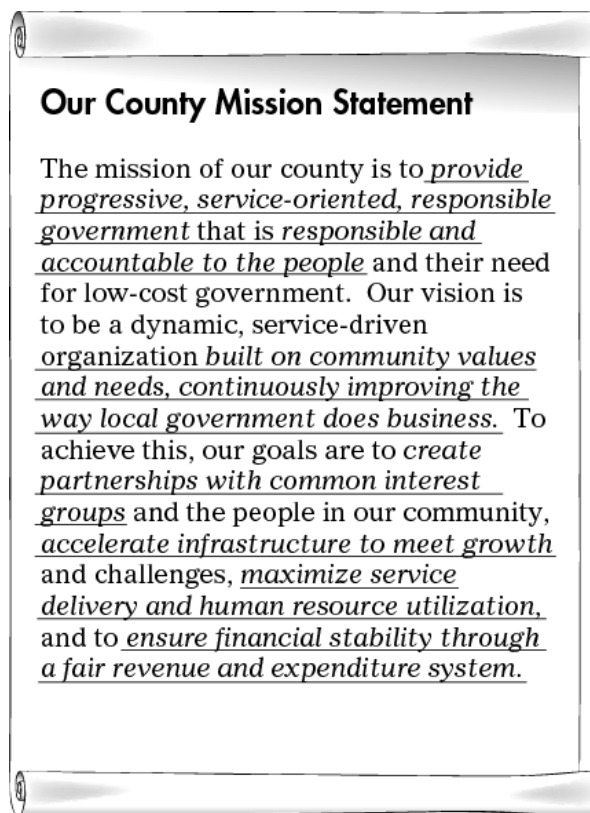 Our County Mission Statement
The mission of our county is to provide
progressive, service-oriented, responsible
government that is responsible and
accountable to the people and their need
for low-cost government.  Our vision is
to be a dynamic, service-driven
organization built on community values
and needs, continuously improving the
way local government does business.  To
achieve this, our goals are to create
partnerships with common interest
groups and the people in our community,
accelerate infrastructure to meet growth
and challenges, maximize service
delivery and human resource utilization,
and to ensure financial stability through
a fair revenue and expenditure system.